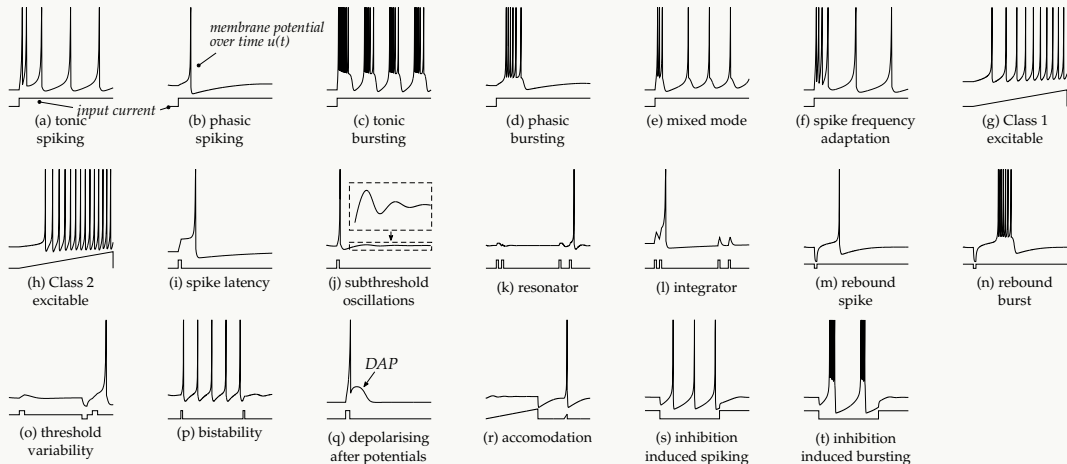 membrane potential
over time u(t)
input current
(a) tonic
spiking
(b) phasic
spiking
(c) tonic
bursting
(d) phasic
bursting
(e) mixed mode
(f) spike frequency
adaptation
(g) Class 1
excitable
(h) Class 2
excitable
(i) spike latency
(j) subthreshold
oscillations
(k) resonator
(l) integrator
(m) rebound
spike
(n) rebound
burst
DAP
(o) threshold
variability
(p) bistability
(q) depolarising
after potentials
(r) accomodation
(s) inhibition
induced spiking
(t) inhibition
induced bursting